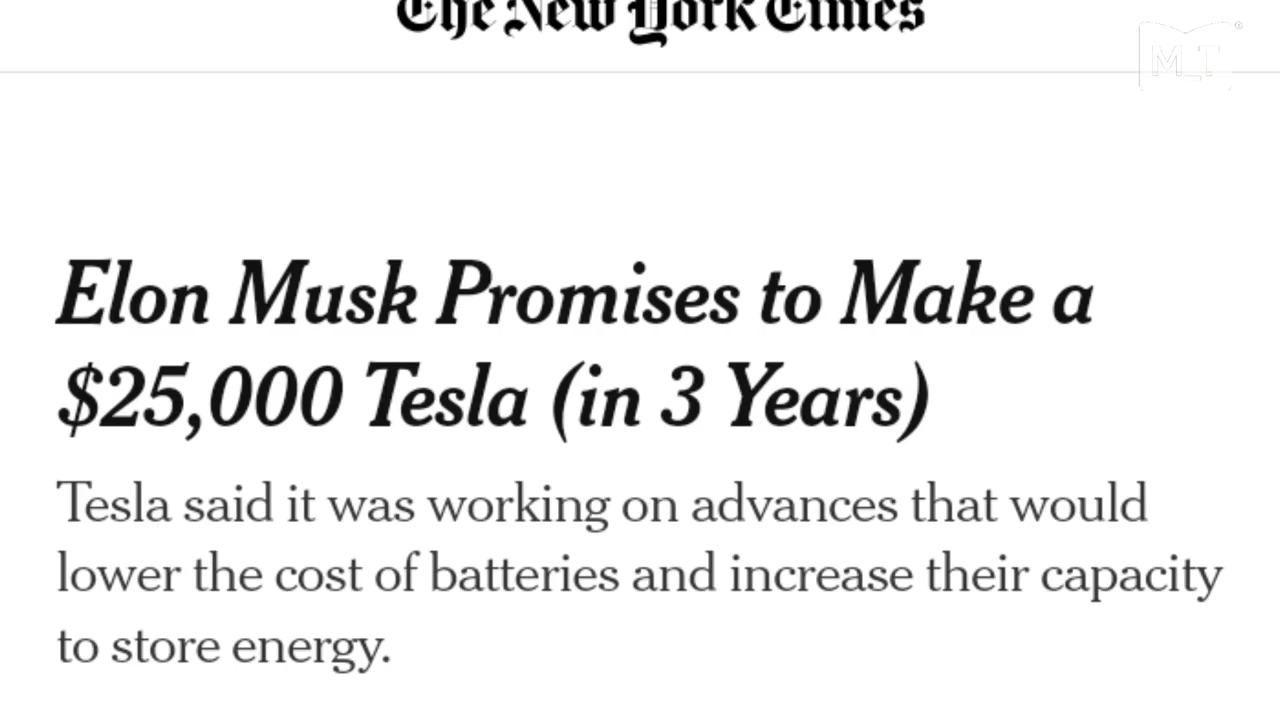 The New York Times
M_T
Elon Musk Promises to Make a
$25,000 Tesla (in 3 Years)
Tesla said it was working on advances that would
lower the cost of batteries and increase their capacity
to store energy.